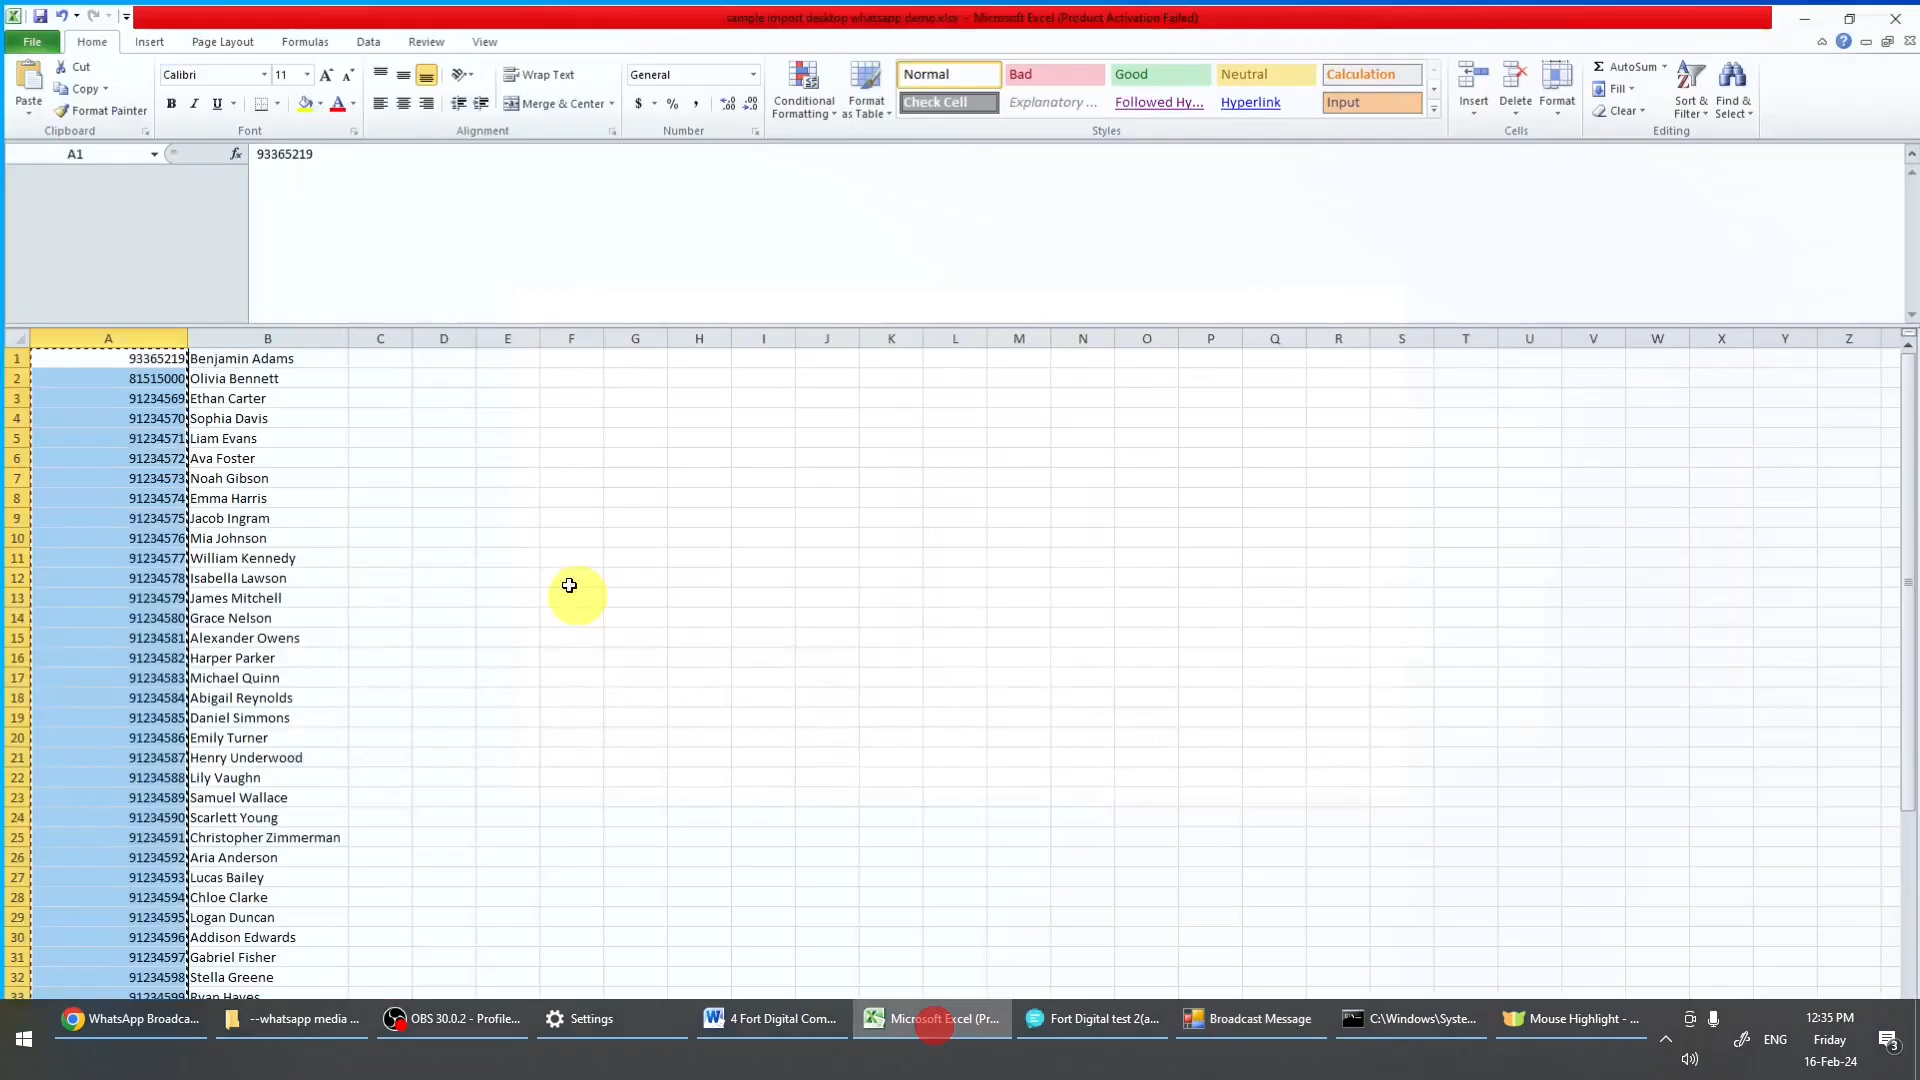 sample import desktop whatsapp demo.xlsx - Microsoft Excel (Product Activation Failed)
File Home Insert Page Layout Formulas Data Review View
Paste
Cut
Copy
Format Painter
Clipboard
Calibri 11
B I U
Font
Wrap Text
Merge & Center
Alignment
General
$ % ,
Number
Conditional Formatting
Format as Table
Normal Bad Good Neutral Calculation
Check Cell Explanatory ... Followed Hy... Hyperlink Input
Styles
Insert Delete Format
Cells
Σ AutoSum
Fill
Clear
Sort & Filter
Find & Select
Editing
A1 fx 93365219
A B C D E F G H I J K L M N O P Q R S T U V W X Y Z
1 93365219 Benjamin Adams
2 81515000 Olivia Bennett
3 91234569 Ethan Carter
4 91234570 Sophia Davis
5 91234571 Liam Evans
6 91234572 Ava Foster
7 91234573 Noah Gibson
8 91234574 Emma Harris
9 91234575 Jacob Ingram
10 91234576 Mia Johnson
11 91234577 William Kennedy
12 91234578 Isabella Lawson
13 91234579 James Mitchell
14 91234580 Grace Nelson
15 91234581 Alexander Owens
16 91234582 Harper Parker
17 91234583 Michael Quinn
18 91234584 Abigail Reynolds
19 91234585 Daniel Simmons
20 91234586 Emily Turner
21 91234587 Henry Underwood
22 91234588 Lily Vaughn
23 91234589 Samuel Wallace
24 91234590 Scarlett Young
25 91234591 Christopher Zimmerman
26 91234592 Aria Anderson
27 91234593 Lucas Bailey
28 91234594 Chloe Clarke
29 91234595 Logan Duncan
30 91234596 Addison Edwards
31 91234597 Gabriel Fisher
32 91234598 Stella Greene
33 91234599 Ryan Hayes
WhatsApp Broadca... --whatsapp media ... OBS 30.0.2 - Profile... Settings 4 Fort Digital Com... Microsoft Excel (Pr... Fort Digital test 2(a... Broadcast Message C:\Windows\Syste... Mouse Highlight - ...
ENG
12:35 PM
Friday
16-Feb-24
3